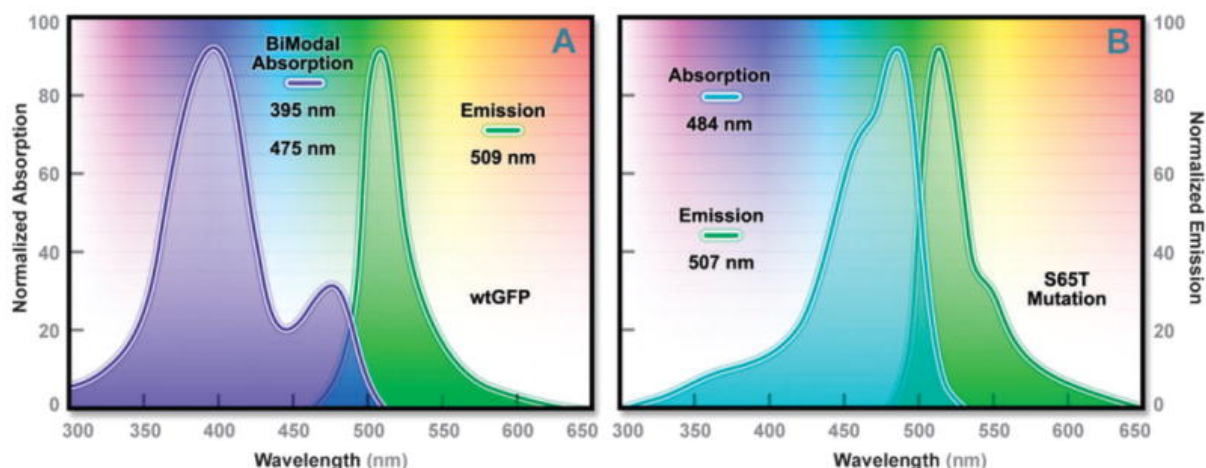 100
80
60
40
20
0
Normalized Absorption
BiModal
Absorption
395 nm
475 nm
Emission
509 nm
A
wtGFP
300 350 400 450 500 550 600 650
Wavelength (nm)
B
Absorption
484 nm
Emission
507 nm
S65T
Mutation
300 350 400 450 500 550 600 650
Wavelength (nm)
100
80
60
40
20
0
Normalized Emission